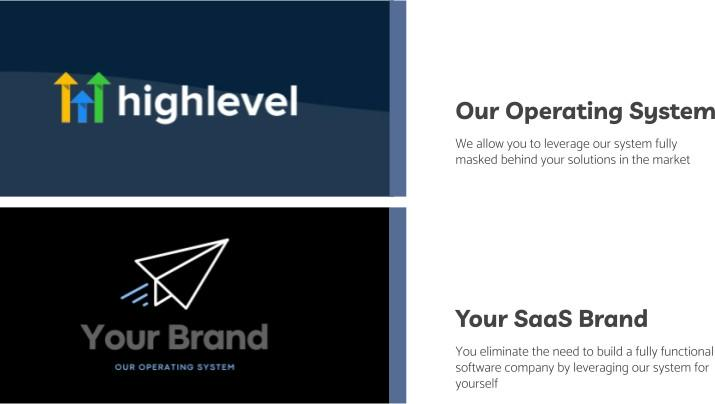 highlevel
Our Operating System
We allow you to leverage our system fully
masked behind your solutions in the market
Your Brand
OUR OPERATING SYSTEM
Your SaaS Brand
You eliminate the need to build a fully functional
software company by leveraging our system for
yourself